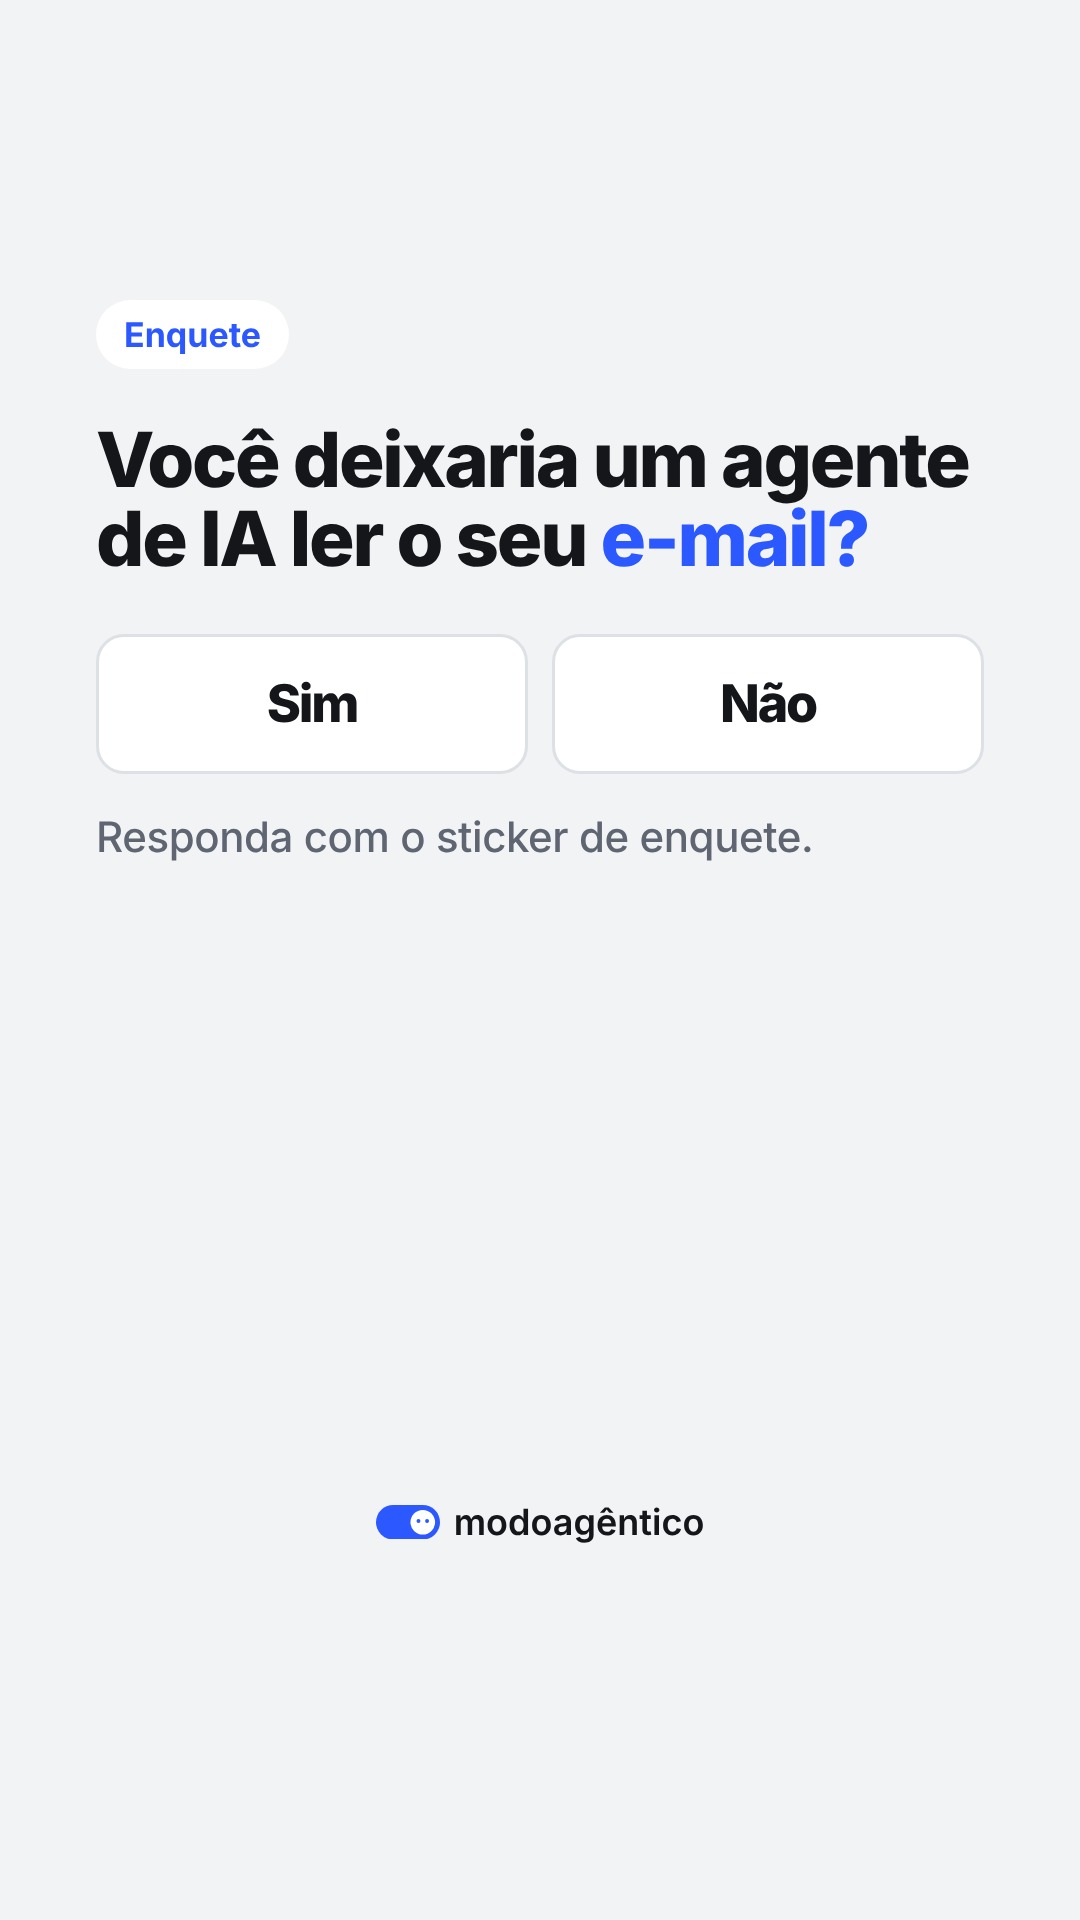 Enquete
Você deixaria um agente
de IA ler o seu e-mail?
Sim
Não
Responda com o sticker de enquete.
modoagêntico